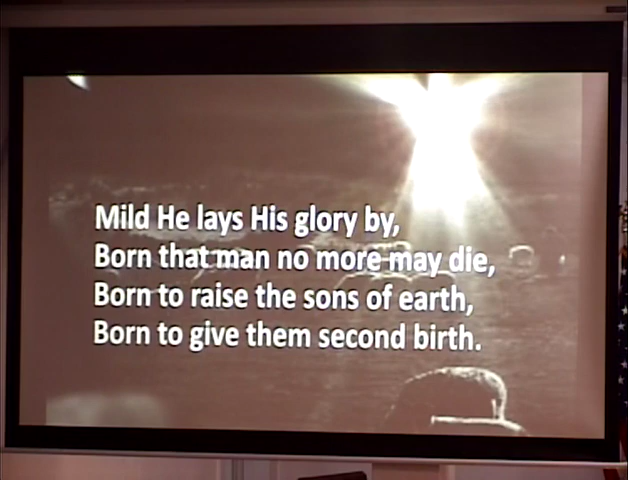 Mild He lays His glory by,
Born that man no more may die,
Born to raise the sons of earth,
Born to give them second birth.